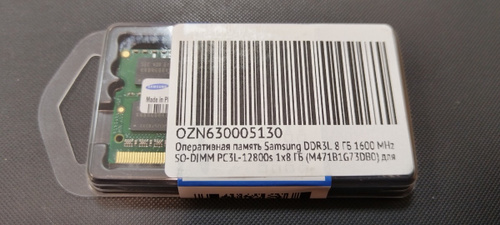 SAMSUNG
Made in P
OZN630005130
Оперативная память Samsung DDR3L 8 ГБ 1600 MHz
SO-DIMM PC3L-12800s 1x8 ГБ (M471B1G73DB0) для